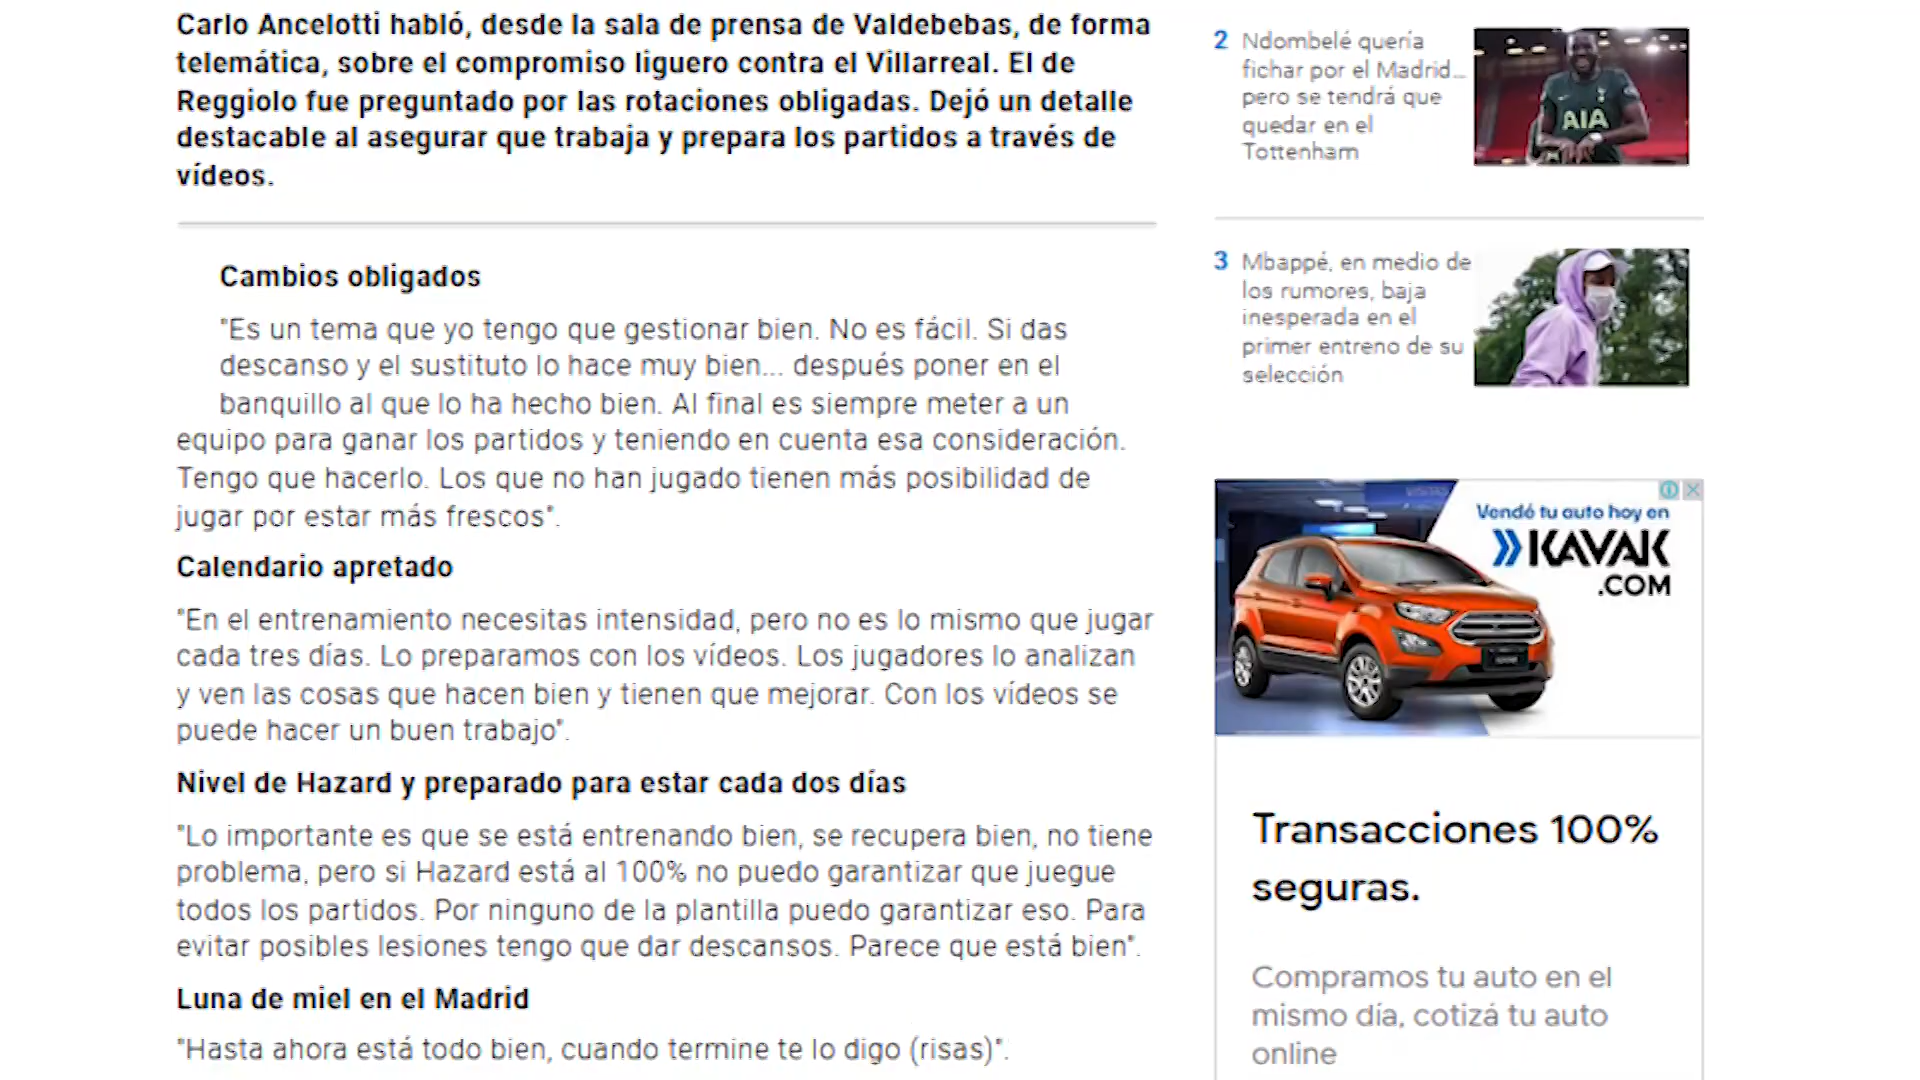 Carlo Ancelotti habló, desde la sala de prensa de Valdebebas, de forma
telemática, sobre el compromiso liguero contra el Villarreal. El de
Reggiolo fue preguntado por las rotaciones obligadas. Dejó un detalle
destacable al asegurar que trabaja y prepara los partidos a través de
vídeos.
Cambios obligados
"Es un tema que yo tengo que gestionar bien. No es fácil. Si das
descanso y el sustituto lo hace muy bien... después poner en el
banquillo al que lo ha hecho bien. Al final es siempre meter a un
equipo para ganar los partidos y teniendo en cuenta esa consideración.
Tengo que hacerlo. Los que no han jugado tienen más posibilidad de
jugar por estar más frescos".
Calendario apretado
"En el entrenamiento necesitas intensidad, pero no es lo mismo que jugar
cada tres días. Lo preparamos con los vídeos. Los jugadores lo analizan
y ven las cosas que hacen bien y tienen que mejorar. Con los vídeos se
puede hacer un buen trabajo".
Nivel de Hazard y preparado para estar cada dos días
"Lo importante es que se está entrenando bien, se recupera bien, no tiene
problema, pero si Hazard está al 100% no puedo garantizar que juegue
todos los partidos. Por ninguno de la plantilla puedo garantizar eso. Para
evitar posibles lesiones tengo que dar descansos. Parece que está bien".
Luna de miel en el Madrid
"Hasta ahora está todo bien, cuando termine te lo digo (risas)".
2 Ndombelé quería
fichar por el Madrid...
pero se tendrá que
quedar en el
Tottenham
AIA
3 Mbappé, en medio de
los rumores, baja
inesperada en el
primer entreno de su
selección
Vendé tu auto hoy en
KAVAK
.COM
Transacciones 100%
seguras.
Compramos tu auto en el
mismo día, cotizá tu auto
online